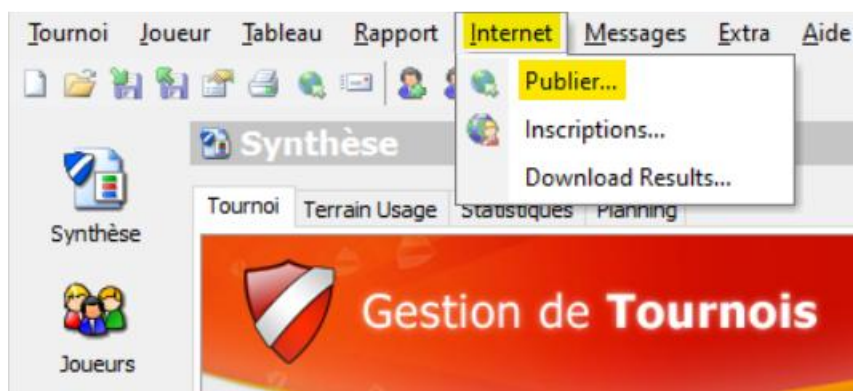 Tournoi Joueur Tableau Rapport Internet Messages Extra Aide
Publier...
Inscriptions...
Download Results...
Synthèse
Tournoi Terrain Usage Statistiques Planning
Synthèse
Gestion de Tournois
Joueurs